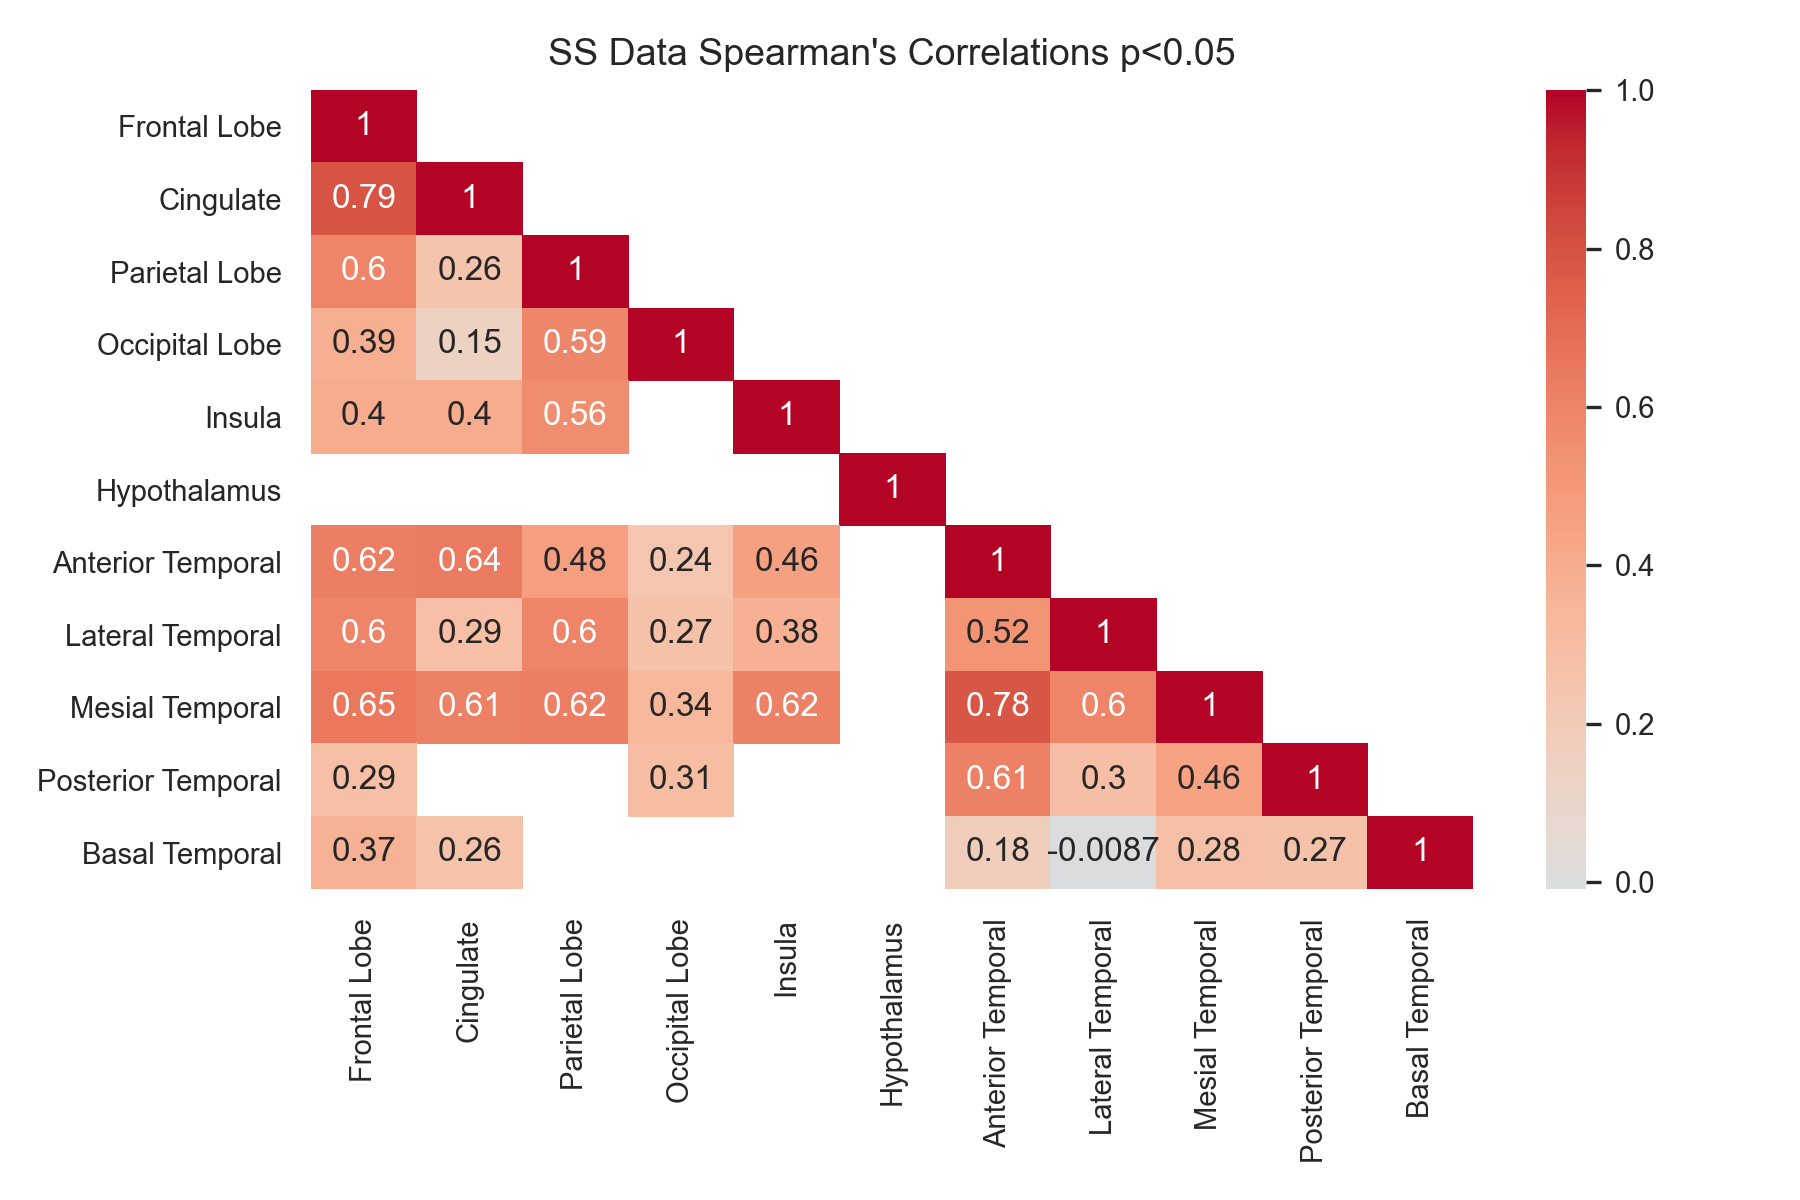 SS Data Spearman's Correlations p<0.05
Frontal Lobe 1
Cingulate 0.79 1
Parietal Lobe 0.6 0.26 1
Occipital Lobe 0.39 0.15 0.59 1
Insula 0.4 0.4 0.56 1
Hypothalamus 1
Anterior Temporal 0.62 0.64 0.48 0.24 0.46 1
Lateral Temporal 0.6 0.29 0.6 0.27 0.38 0.52 1
Mesial Temporal 0.65 0.61 0.62 0.34 0.62 0.78 0.6 1
Posterior Temporal 0.29 0.31 0.61 0.3 0.46 1
Basal Temporal 0.37 0.26 0.18 -0.0087 0.28 0.27 1
Frontal Lobe
Cingulate
Parietal Lobe
Occipital Lobe
Insula
Hypothalamus
Anterior Temporal
Lateral Temporal
Mesial Temporal
Posterior Temporal
Basal Temporal
1.0
0.8
0.6
0.4
0.2
0.0